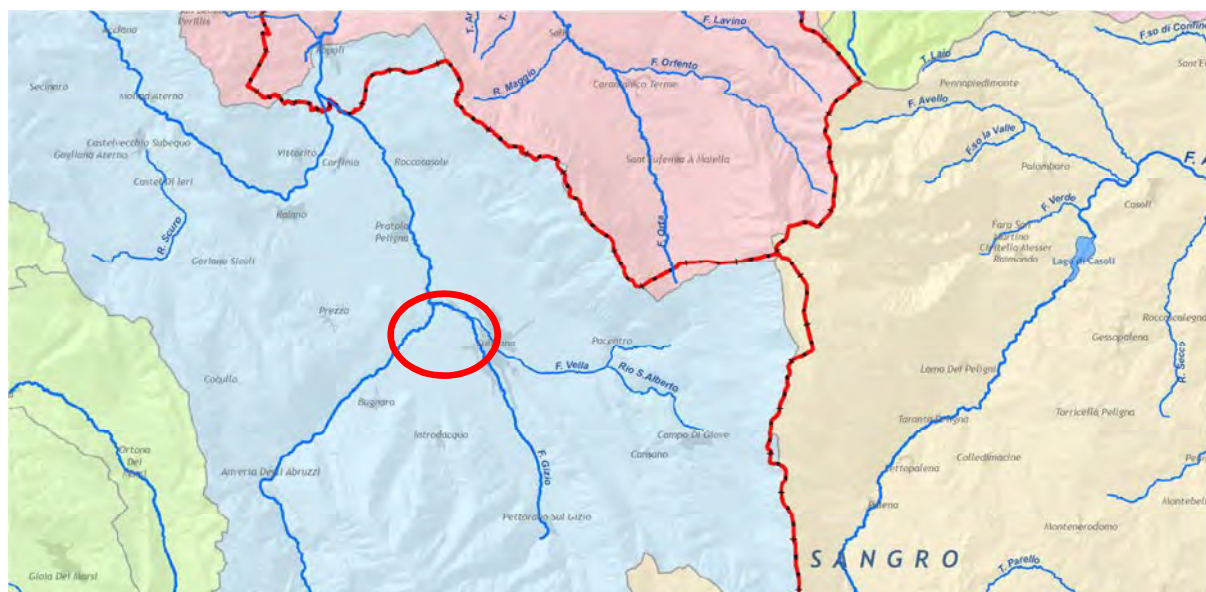 Popoli
Secinaro
Molina Aterno
Castelvecchio Subequo
Gagliano Aterno
Castel Di Ieri
R. Scuro
Goriano Sicoli
Vittorito
Corfinio
Roccacasale
Raiano
Pratola
Peligna
Prezza
Cocullo
Bugnara
Introdacqua
Anversa Degli Abruzzi
Ortona
Dei
Marsi
Gioia Dei Marsi
Sulmona
Pacentro
F. Vella
Rio S.Alberto
Campo Di Giove
Cansano
F. Gizio
Pettorano Sul Gizio
R. Maggio
F. Lavino
F. Orfento
Caramanico Terme
Sant'Eufemia A Maiella
F. Orta
T. Laio
F.so di Confine
Pennapiedimonte
F. Avello
F.so la Valle
Palombaro
F. Verde
Casoli
Fara San
Martino
Civitella Messer
Raimondo
Lago di Casoli
Roccascalegna
Gessopalena
R. Secco
Lama Dei Peligni
Taranta Peligna
Torricella Peligna
Lettopalena
Colledimacine
Palena
Montenerodomo
T. Parello
SANGRO